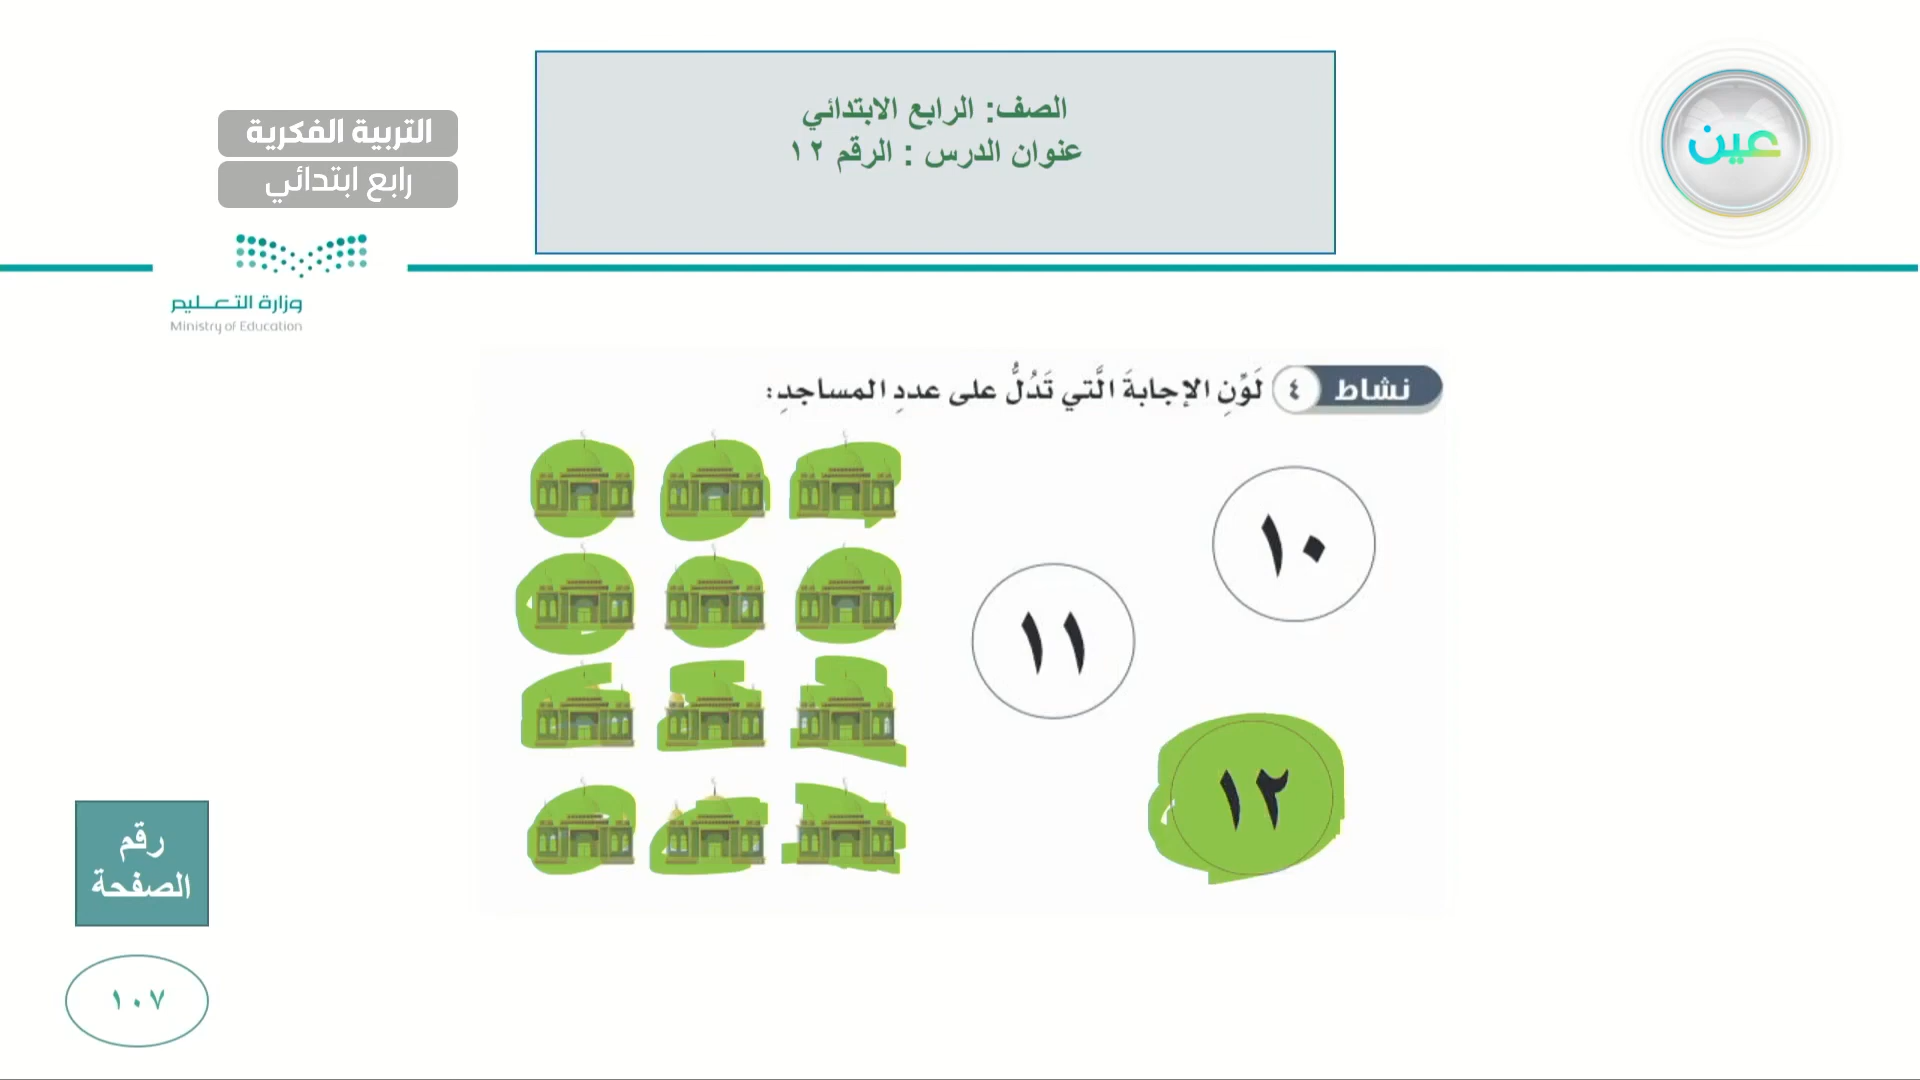 الصف: الرابع الابتدائي
عنوان الدرس : الرقم ١٢
عين
التربية الفكرية
رابع ابتدائي
وزارة التعليم
Ministry of Education
نشاط ٤ لَوِّنِ الإجابةَ الَّتي تَدُلُّ على عددِ المساجدِ:
١٠
١١
١٢
رقم
الصفحة
١٠٧